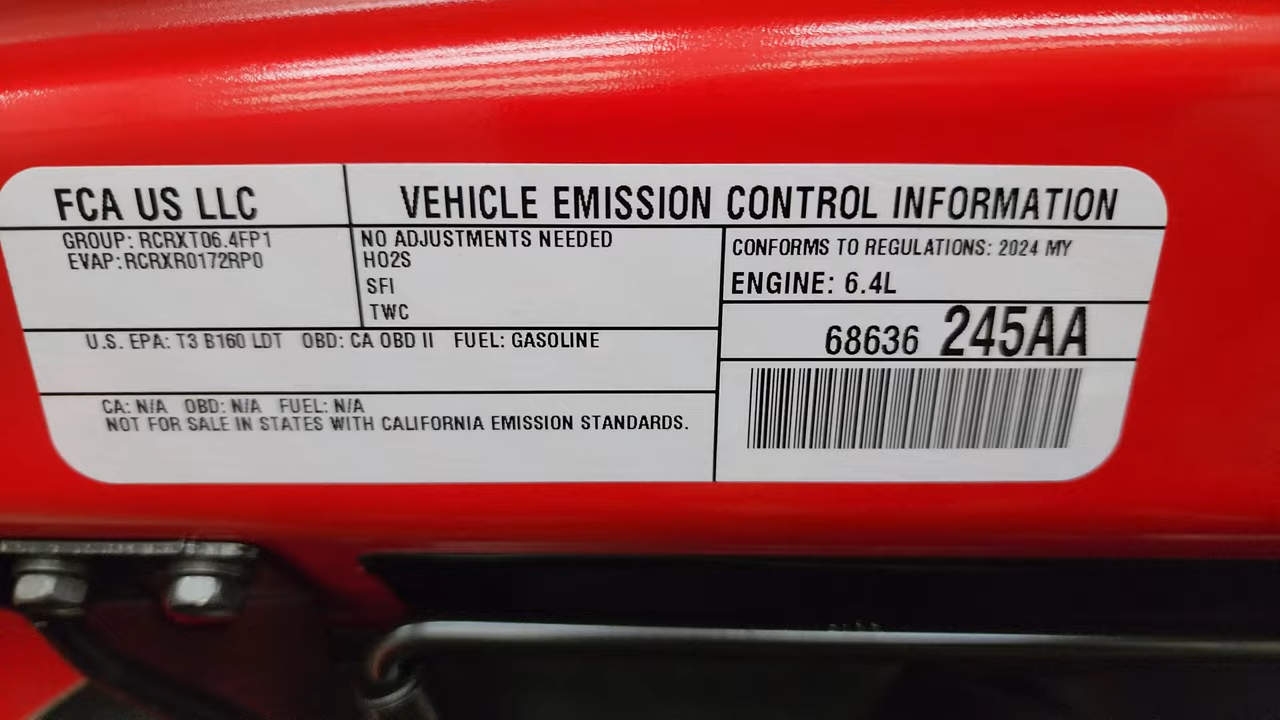 FCA US LLC
VEHICLE EMISSION CONTROL INFORMATION
GROUP: RCRXT06.4FP1
EVAP: RCRXR0172RP0
NO ADJUSTMENTS NEEDED
HO2S
SFI
TWC
CONFORMS TO REGULATIONS: 2024 MY
ENGINE: 6.4L
68636 245AA
U.S. EPA: T3 B160 LDT OBD: CA OBD II FUEL: GASOLINE
CA: N/A OBD: N/A FUEL: N/A
NOT FOR SALE IN STATES WITH CALIFORNIA EMISSION STANDARDS.